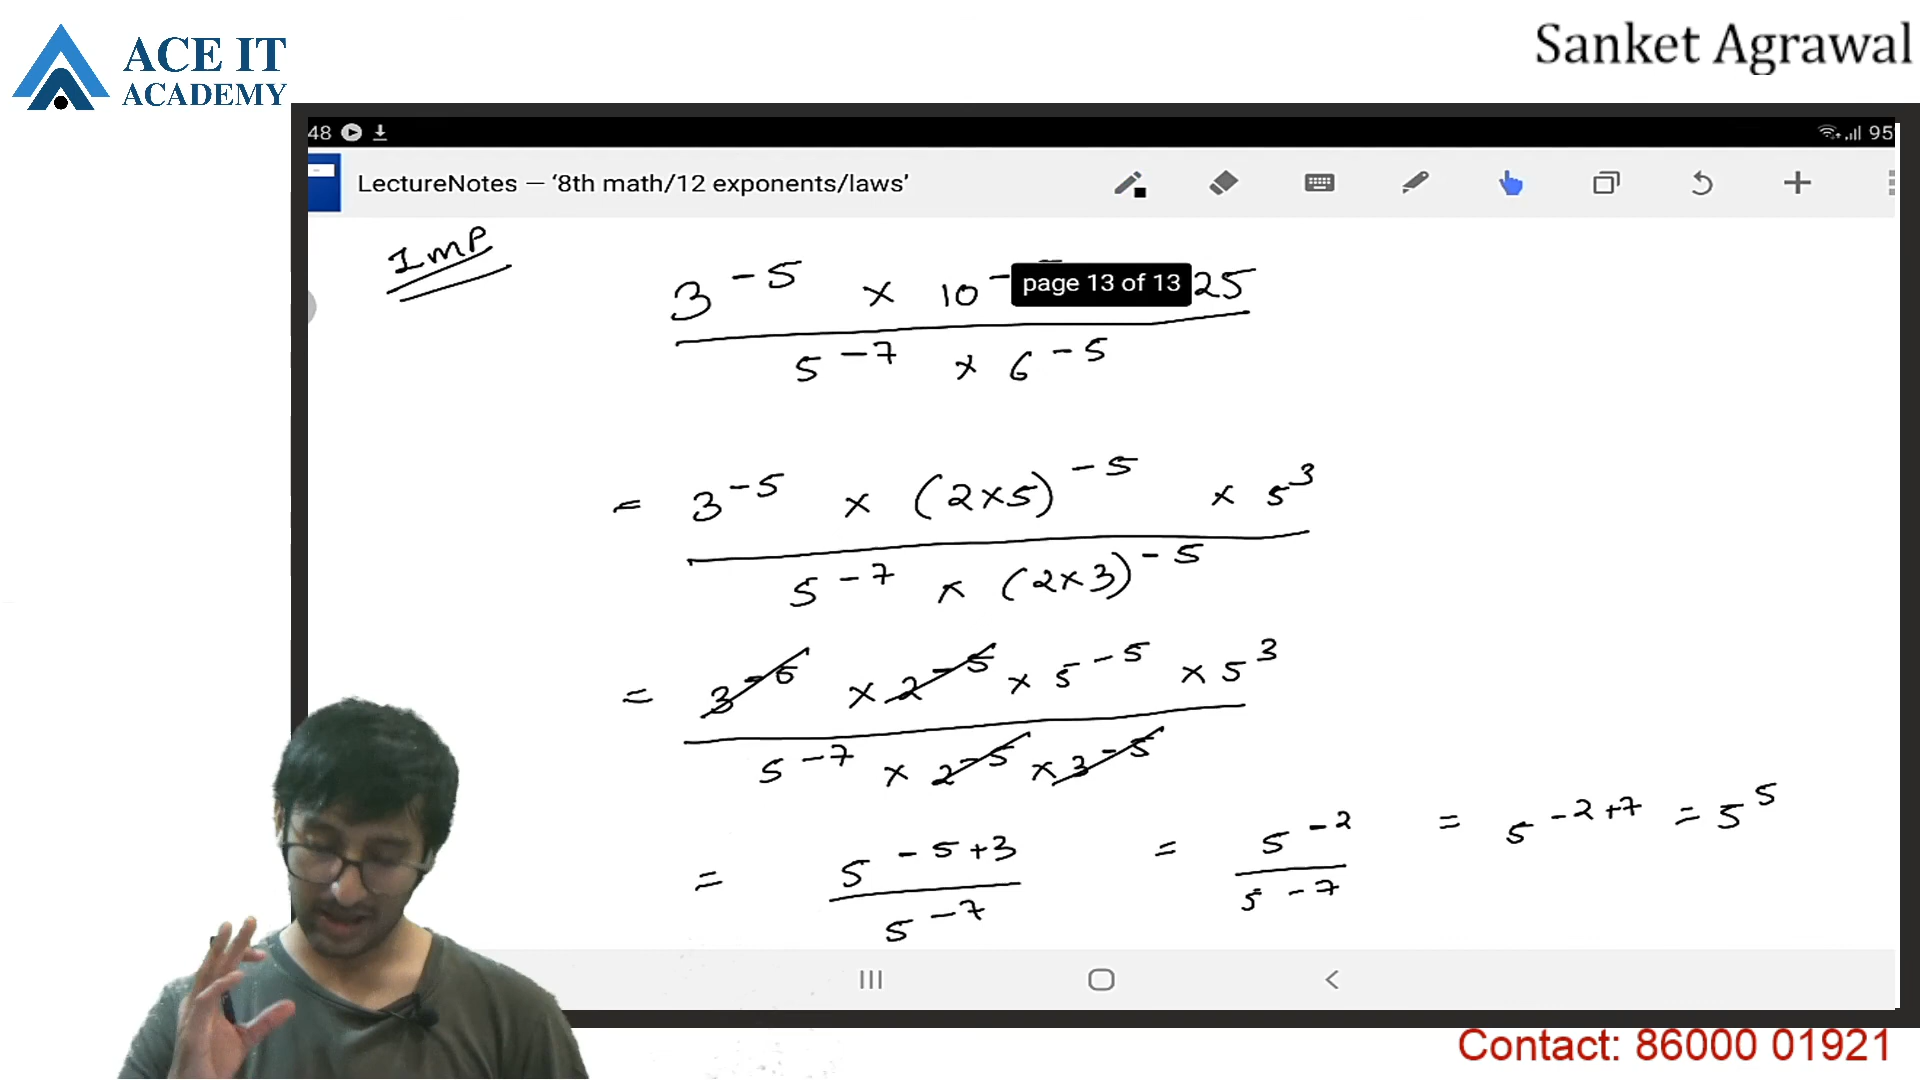 ACE IT
ACADEMY
Sanket Agrawal
48
95
LectureNotes — ‘8th math/12 exponents/laws’
Imp
3^-5 × 10^- 25
page 13 of 13
5^-7 × 6^-5
= 3^-5 × (2×5)^-5 × 5^3
5^-7 × (2×3)^-5
= 3^-5 × 2^-5 × 5^-5 × 5^3
5^-7 × 2^-5 × 3^-5
= 5^-5+3 = 5^-2 = 5^-2+7 = 5^5
5^-7 5^-7
Contact: 86000 01921